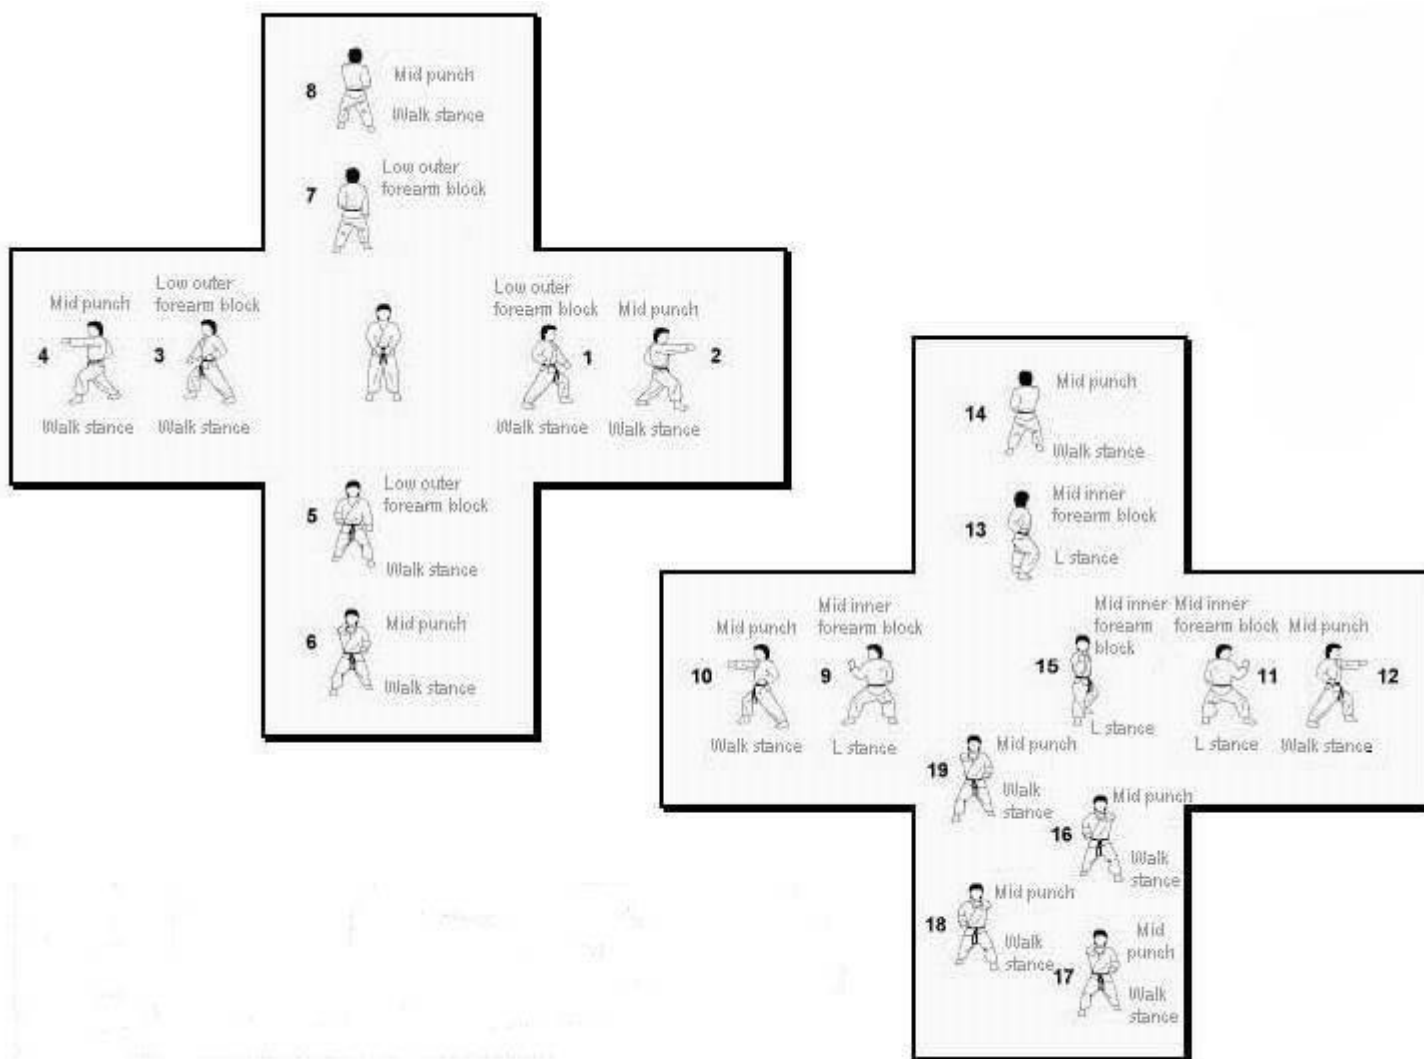 8
Mid punch
Walk stance
7
Low outer
forearm block
4
Mid punch
Walk stance
3
Low outer
forearm block
Walk stance
Low outer
forearm block
1
Walk stance
Mid punch
2
Walk stance
5
Low outer
forearm block
Walk stance
6
Mid punch
Walk stance
14
Mid punch
Walk stance
13
Mid inner
forearm block
L stance
10
Mid punch
Walk stance
9
Mid inner
forearm block
L stance
15
Mid inner
forearm
block
L stance
Mid inner
forearm block
11
L stance
Mid punch
12
Walk stance
19
Mid punch
Walk
stance
16
Mid punch
Walk
stance
18
Mid punch
Walk
stance
17
Mid
punch
Walk
stance